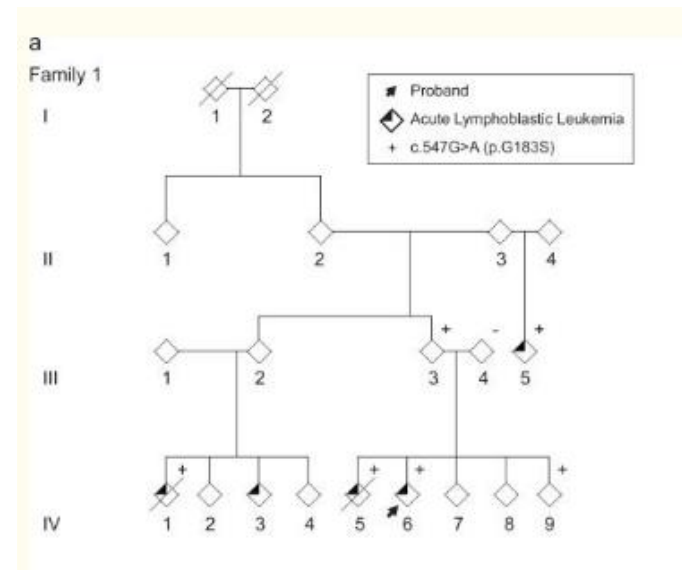 a
Family 1
Proband
Acute Lymphoblastic Leukemia
+ c.547G>A (p.G183S)
I
1 2
II
1 2 3 4
+ - +
III
1 2 3 4 5
+ + + +
IV
1 2 3 4 5 6 7 8 9